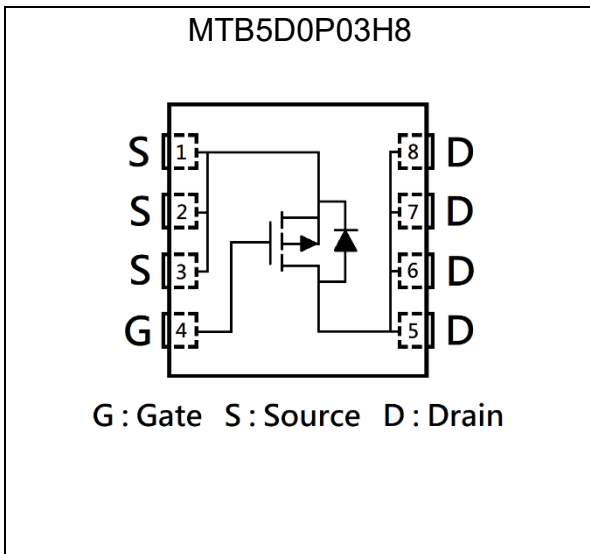 MTB5D0P03H8
S 1 8 D
S 2 7 D
S 3 6 D
G 4 5 D
G : Gate S : Source D : Drain